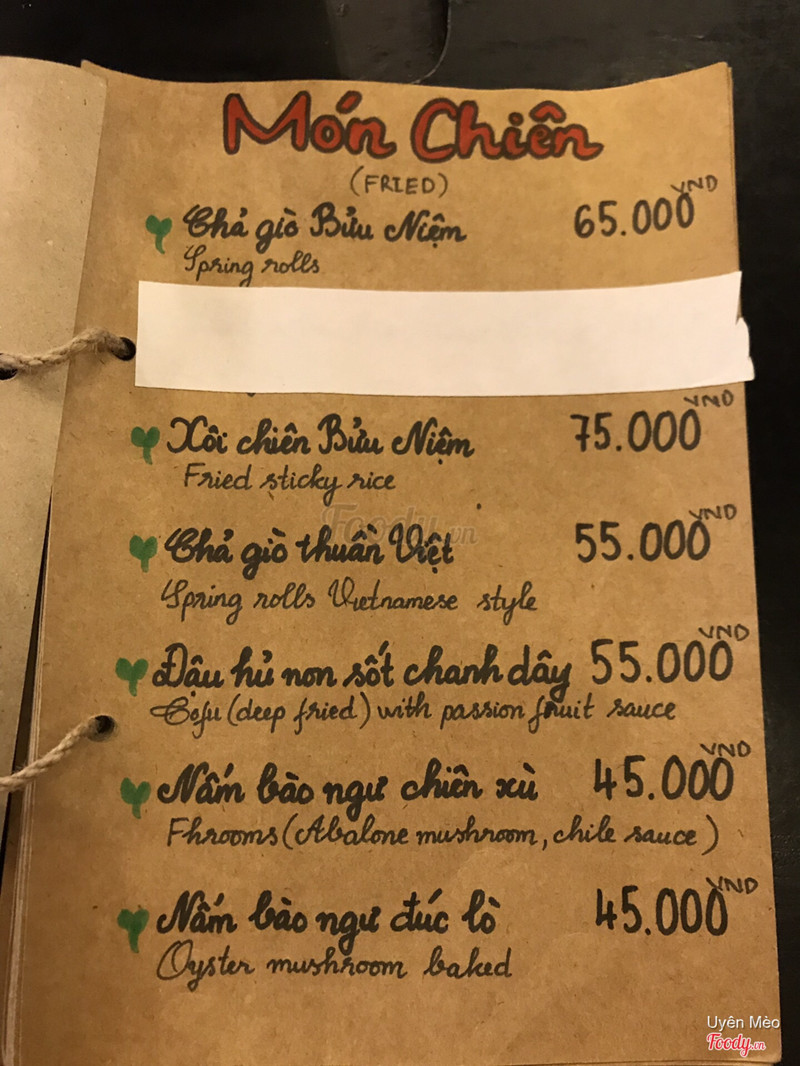 Món Chiên
(FRIED)
Chả giò Bửu Niệm 65.000 VND
Spring rolls
Xôi chiên Bửu Niệm 75.000 VND
Fried sticky rice
Foody.vn
Chả giò thuần Việt 55.000 VND
Spring rolls Vietnamese style
Đậu hủ non sốt chanh dây 55.000 VND
Tofu (deep fried) with passion fruit sauce
Nấm bào ngư chiên xù 45.000 VND
Fhrooms (Abalone mushroom, chile sauce)
Nấm bào ngư đúc lò 45.000 VND
Oyster mushroom baked
Uyên Mèo
Foody.vn